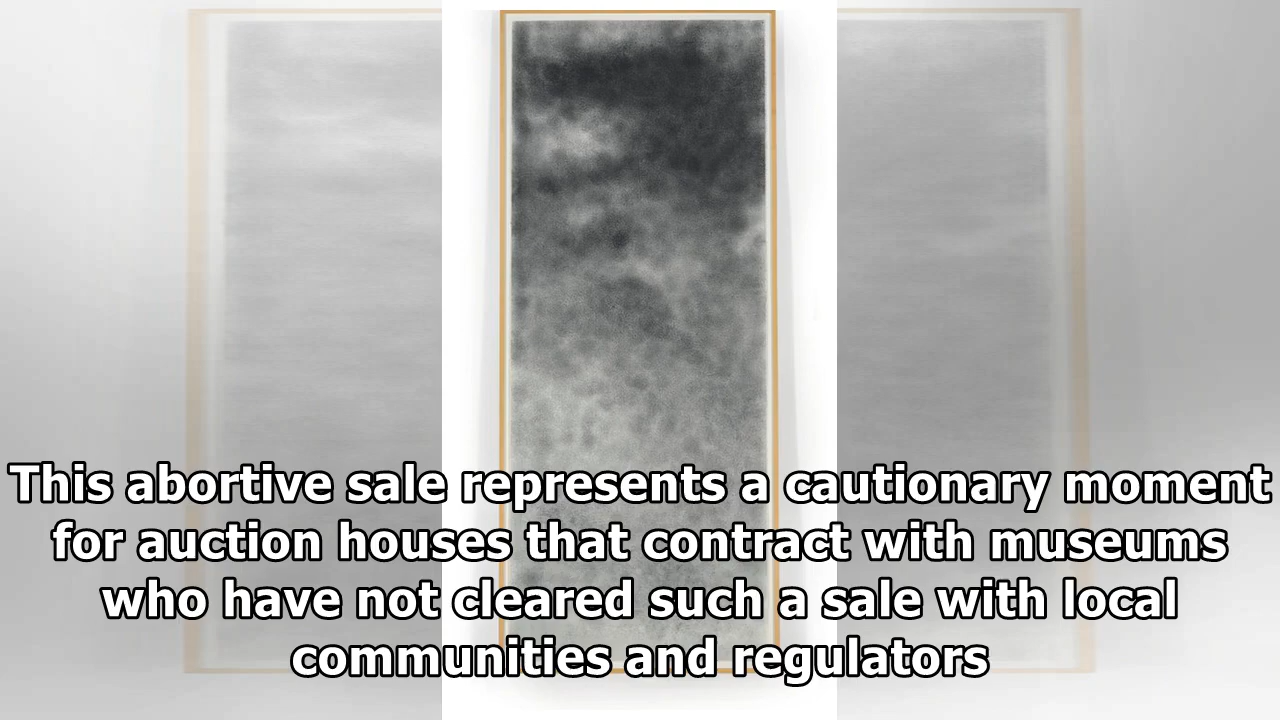 This abortive sale represents a cautionary moment
for auction houses that contract with museums
who have not cleared such a sale with local
communities and regulators